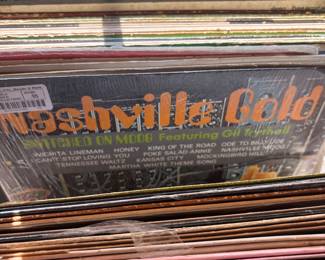 Nashville Gold
SWITCHED ON MOOG Featuring Gil Trythall
WICHITA LINEMAN HONEY KING OF THE ROAD ODE TO BILLY JOE
I CAN'T STOP LOVING YOU POKE SALAD ANNIE NASHVILLE MOOG
TENNESSEE WALTZ KANSAS CITY MOCKINGBIRD HILL
MARTHA WHITE THEME SONG